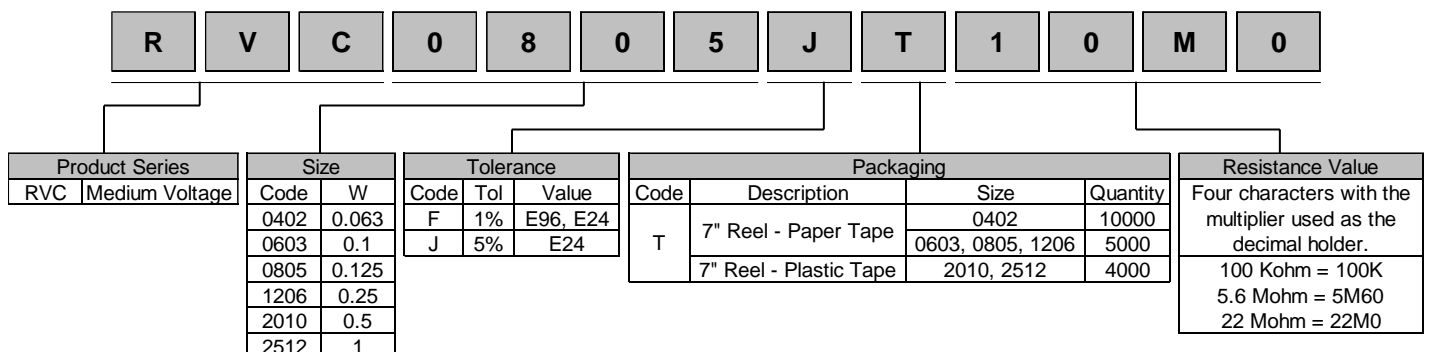 R V C 0 8 0 5 J T 1 0 M 0
Product Series
RVC Medium Voltage
Size
Code W
0402 0.063
0603 0.1
0805 0.125
1206 0.25
2010 0.5
2512 1
Tolerance
Code Tol Value
F 1% E96, E24
J 5% E24
Packaging
Code Description Size Quantity
T 7" Reel - Paper Tape 0402 10000
0603, 0805, 1206 5000
7" Reel - Plastic Tape 2010, 2512 4000
Resistance Value
Four characters with the
multiplier used as the
decimal holder.
100 Kohm = 100K
5.6 Mohm = 5M60
22 Mohm = 22M0